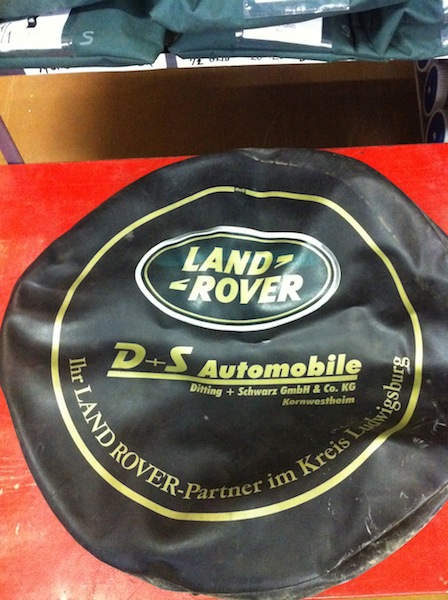 S
LAND
ROVER
D+S Automobile
Ditting + Schwarz GmbH & Co. KG
Kornwestheim
Ihr LAND ROVER-Partner im Kreis Ludwigsburg